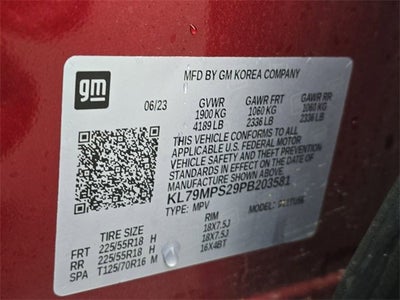 gm
MFD BY GM KOREA COMPANY
06/23 GVWR GAWR FRT GAWR RR
1900 KG 1060 KG 1060 KG
4189 LB 2336 LB 2336 LB
THIS VEHICLE CONFORMS TO ALL
APPLICABLE U.S. FEDERAL MOTOR
VEHICLE SAFETY STANDARDS IN
EFFECT ON THE DATE OF
MANUFACTURE SHOWN ABOVE.
KL79MPS29PB203581
TYPE: MPV MODEL:
TIRE SIZE RIM
FRT 225/55R18 H 18X7.5J
RR 225/55R18 H 18X7.5J
SPA T125/70R16 M 16X4BT